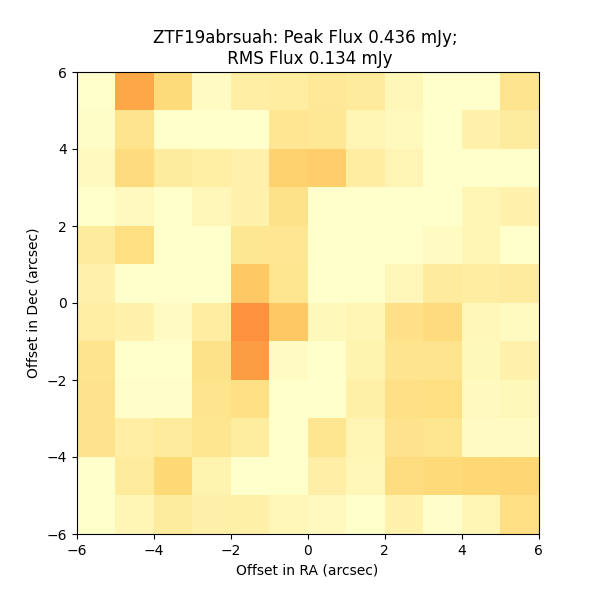 ZTF19abrsuah: Peak Flux 0.436 mJy;
RMS Flux 0.134 mJy
6
4
2
0
−2
−4
−6
Offset in Dec (arcsec)
−6 −4 −2 0 2 4 6
Offset in RA (arcsec)